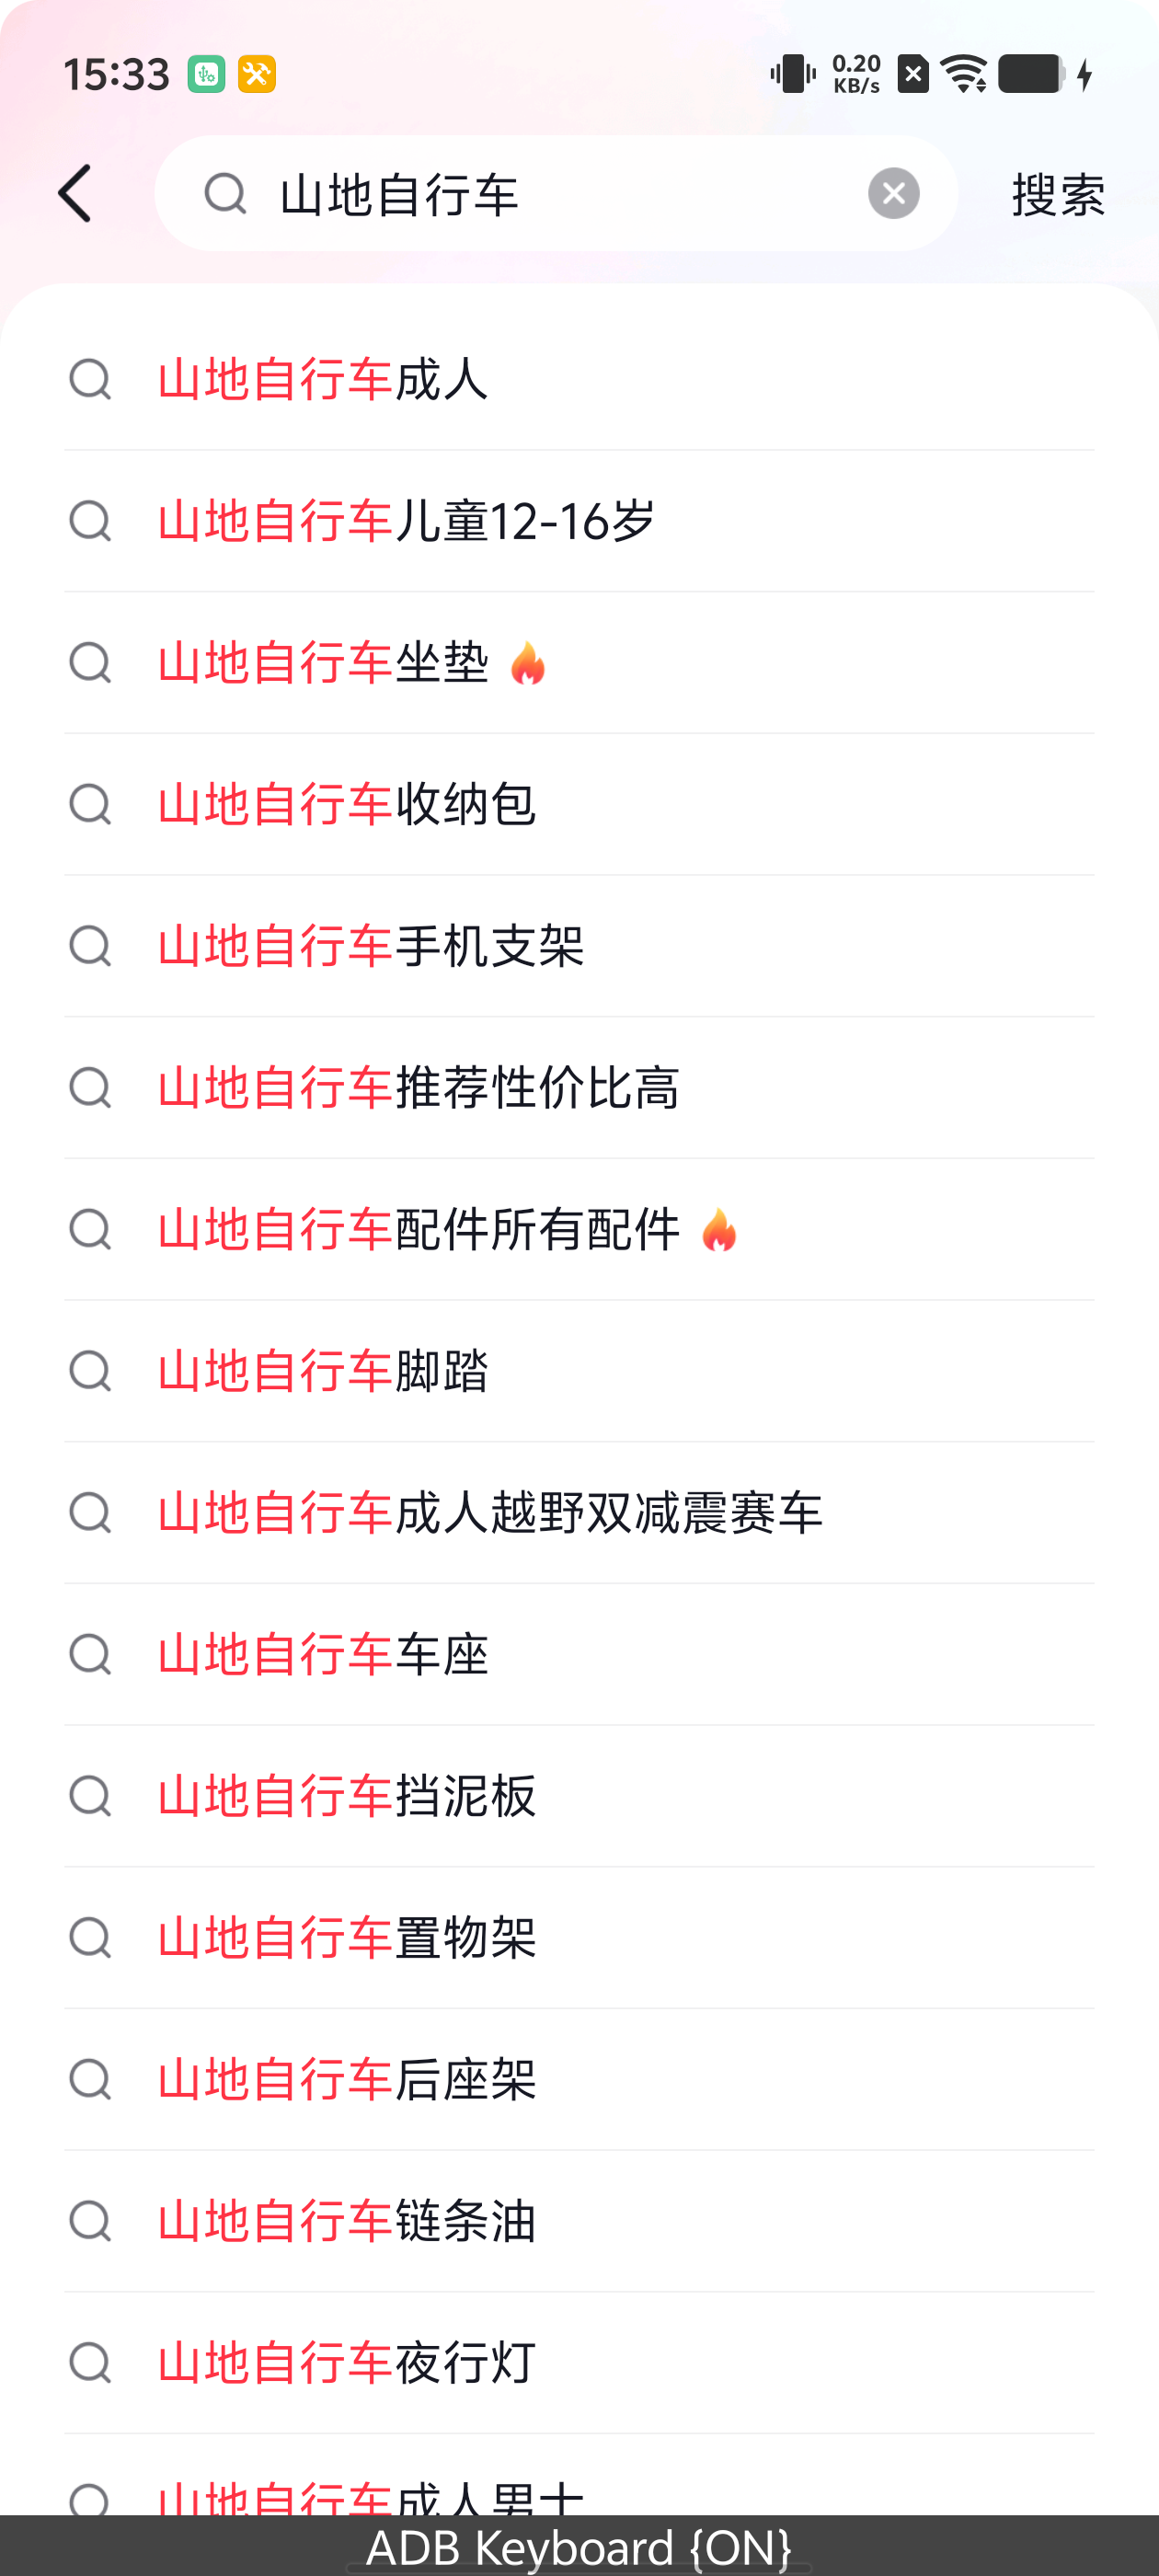 15:33
0.20
KB/s
山地自行车
搜索
山地自行车成人
山地自行车儿童12-16岁
山地自行车坐垫
山地自行车收纳包
山地自行车手机支架
山地自行车推荐性价比高
山地自行车配件所有配件
山地自行车脚踏
山地自行车成人越野双减震赛车
山地自行车车座
山地自行车挡泥板
山地自行车置物架
山地自行车后座架
山地自行车链条油
山地自行车夜行灯
山地自行车成人男士
ADB Keyboard {ON}